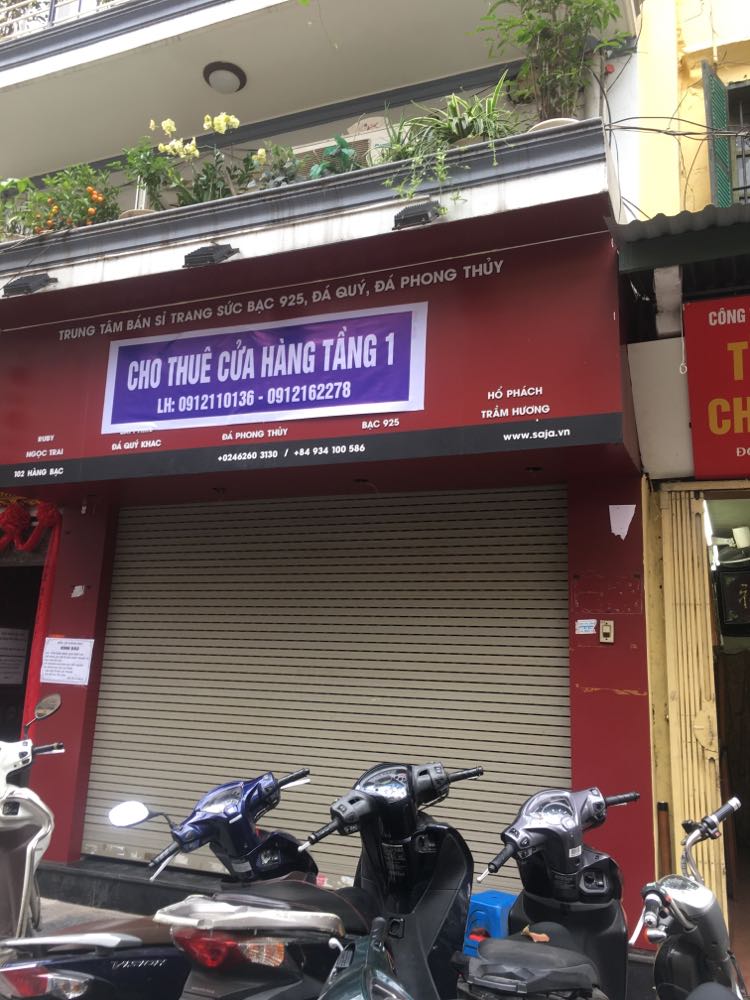 TRUNG TÂM BÁN SỈ TRANG SỨC BẠC 925, ĐÁ QUÝ, ĐÁ PHONG THỦY
CHO THUÊ CỬA HÀNG TẦNG 1
LH: 0912110136 - 0912162278
RUBY
NGỌC TRAI
ĐÁ QUÝ KHÁC
ĐÁ PHONG THỦY
BẠC 925
HỔ PHÁCH
TRẦM HƯƠNG
102 HÀNG BẠC
+0246260 3130 / +84 934 100 586
www.saja.vn
CÔNG
T
CH
VISION